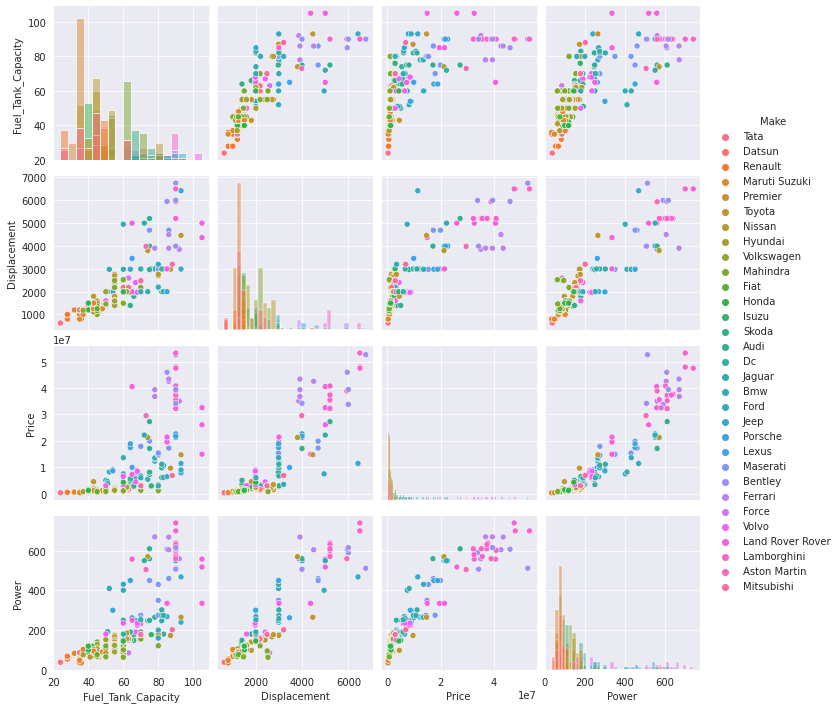 100
80
60
40
20
Fuel_Tank_Capacity
7000
6000
5000
4000
3000
2000
1000
Displacement
1e7
5
4
3
2
1
0
Price
600
400
200
0
Power
20 40 60 80 100
Fuel_Tank_Capacity
2000 4000 6000
Displacement
0 2 4
1e7
Price
0 200 400 600
Power
Make
Tata
Datsun
Renault
Maruti Suzuki
Premier
Toyota
Nissan
Hyundai
Volkswagen
Mahindra
Fiat
Honda
Isuzu
Skoda
Audi
Dc
Jaguar
Bmw
Ford
Jeep
Porsche
Lexus
Maserati
Bentley
Ferrari
Force
Volvo
Land Rover Rover
Lamborghini
Aston Martin
Mitsubishi